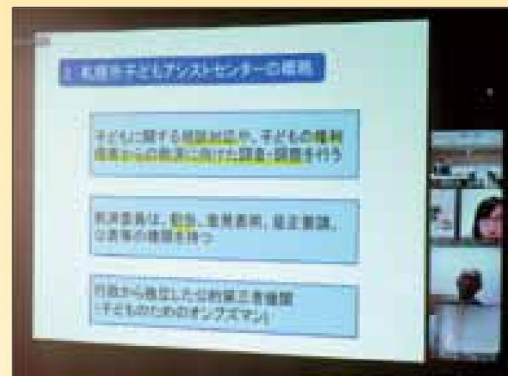 札幌市子どもアシストセンターの概略
子どもに関する相談対応や、子どもの権利
侵害からの救済に向けた調査・調整を行う
救済委員は、勧告、意見表明、是正要請、
公表等の権限を持つ
行政から独立した公的第三者機関
(子どものためのオンブズマン)